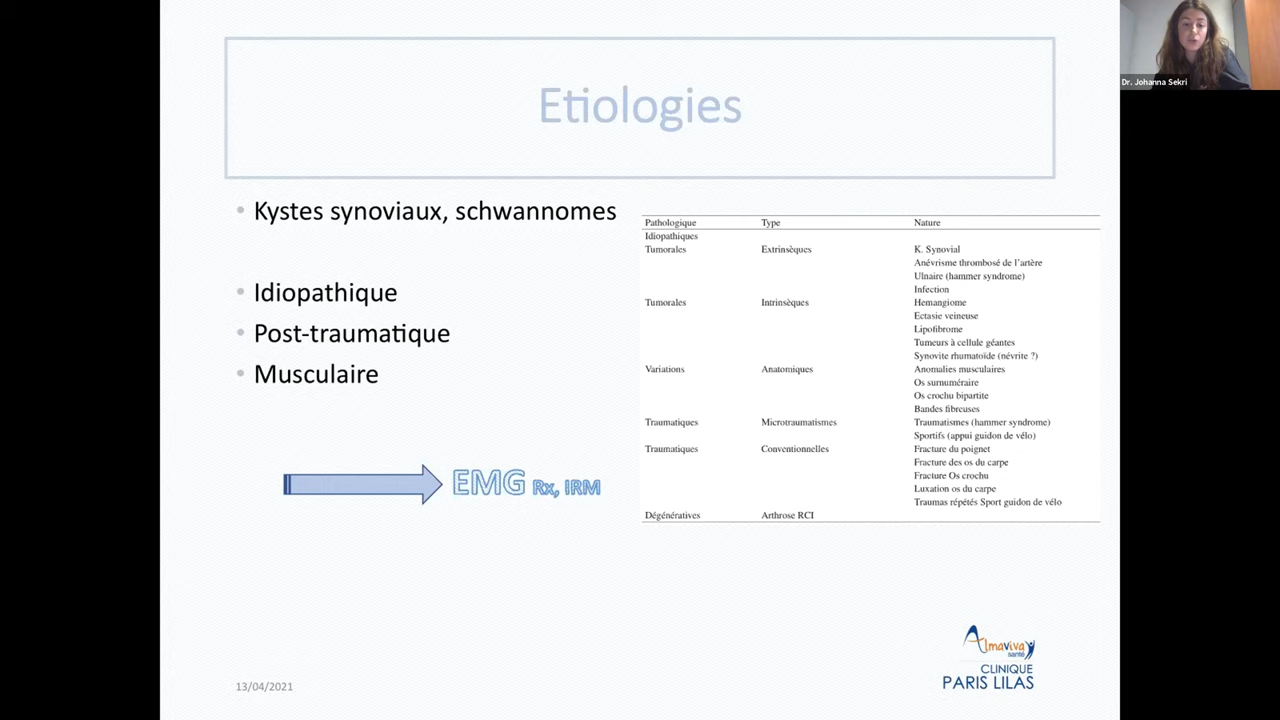 Dr. Johanna Sekri
Etiologies
Kystes synoviaux, schwannomes
Idiopathique
Post-traumatique
Musculaire
EMG Rx, IRM
Pathologique Type Nature
Idiopathiques
Tumorales Extrinsèques K. Synovial
Anévrisme thrombosé de l'artère
Ulnaire (hammer syndrome)
Infection
Tumorales Intrinsèques Hemangiome
Ectasie veineuse
Lipofibrome
Tumeurs à cellule géantes
Synovite rhumatoïde (névrite ?)
Variations Anatomiques Anomalies musculaires
Os surnuméraire
Os crochu bipartite
Bandes fibreuses
Traumatiques Microtraumatismes Traumatismes (hammer syndrome)
Sportifs (appui guidon de vélo)
Traumatiques Conventionnelles Fracture du poignet
Fracture des os du carpe
Fracture Os crochu
Luxation os du carpe
Traumas répétés Sport guidon de vélo
Dégénératives Arthrose RCI
Almaviva
santé
CLINIQUE
PARIS LILAS
13/04/2021